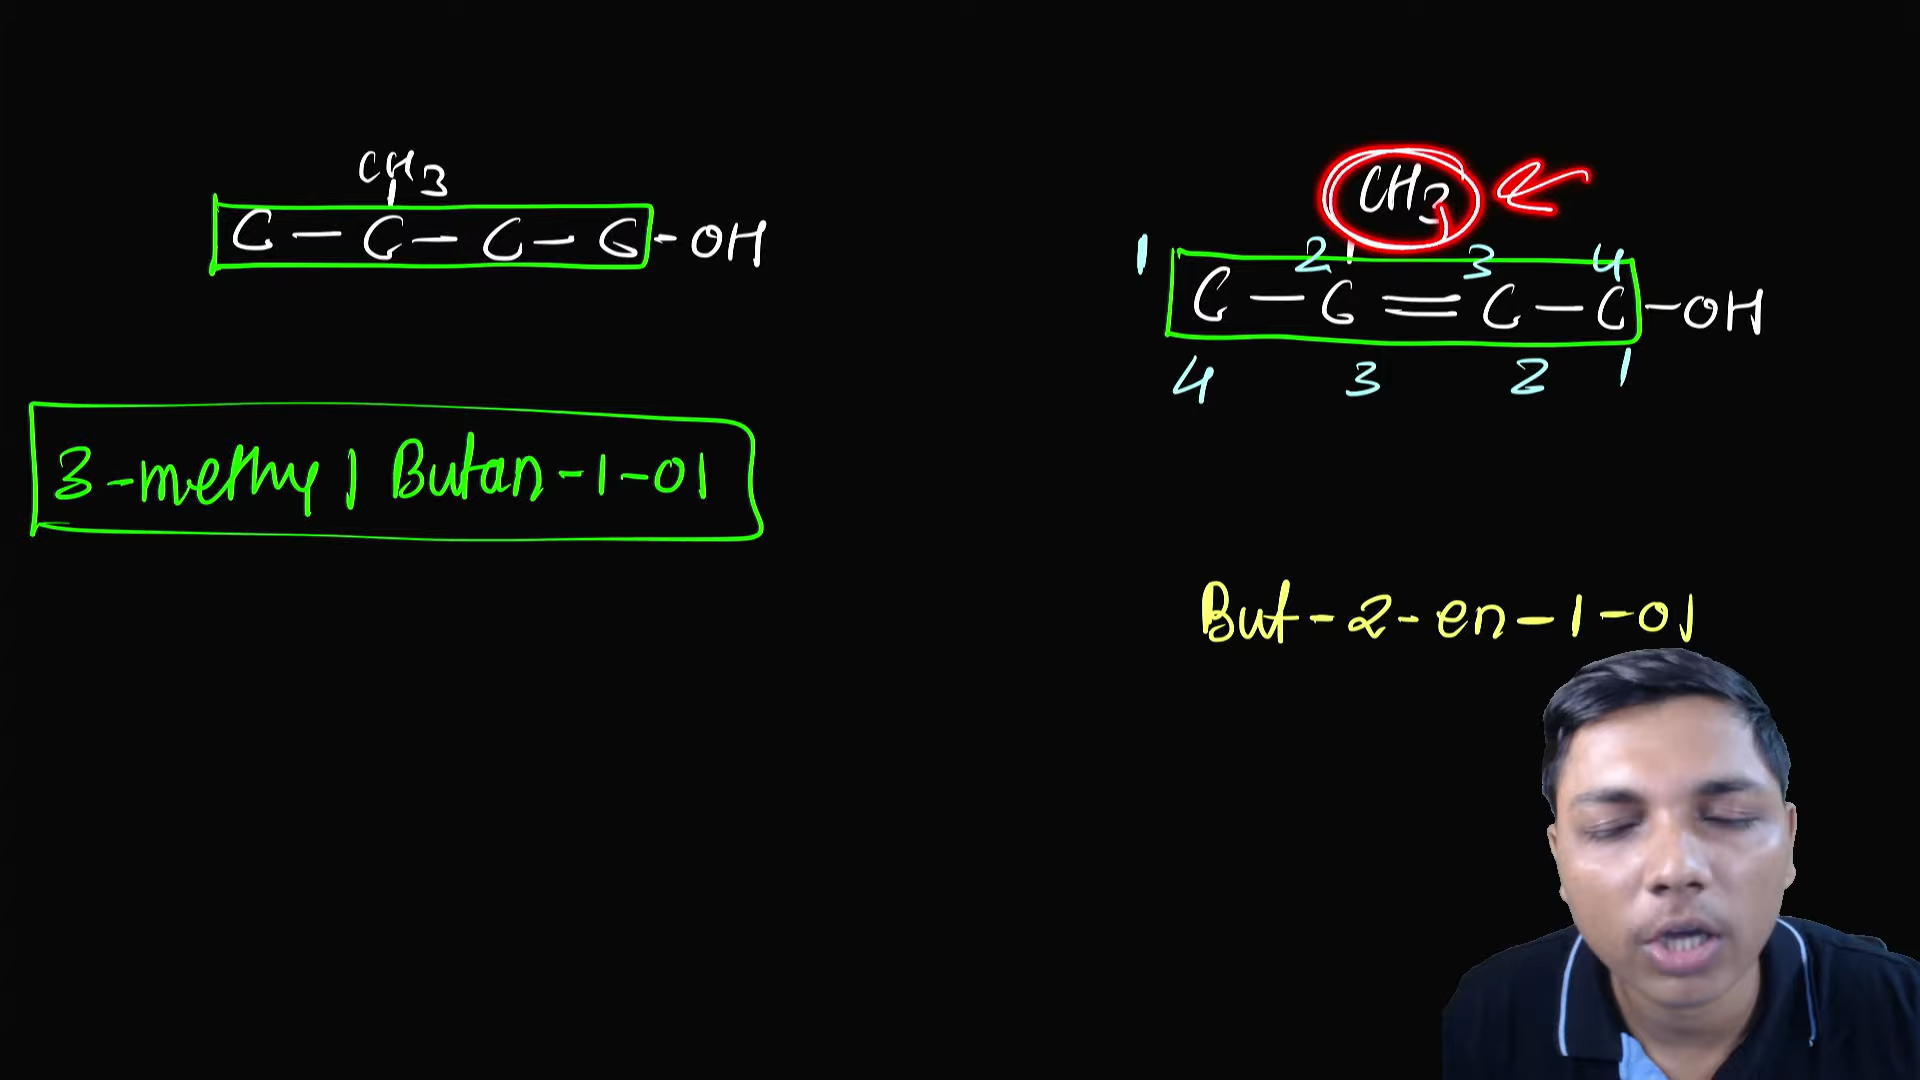 CH3
C - C - C - C - OH
3-methyl Butan-1-ol
CH3
1 2 3 4
C - C = C - C - OH
4 3 2 1
But-2-en-1-ol